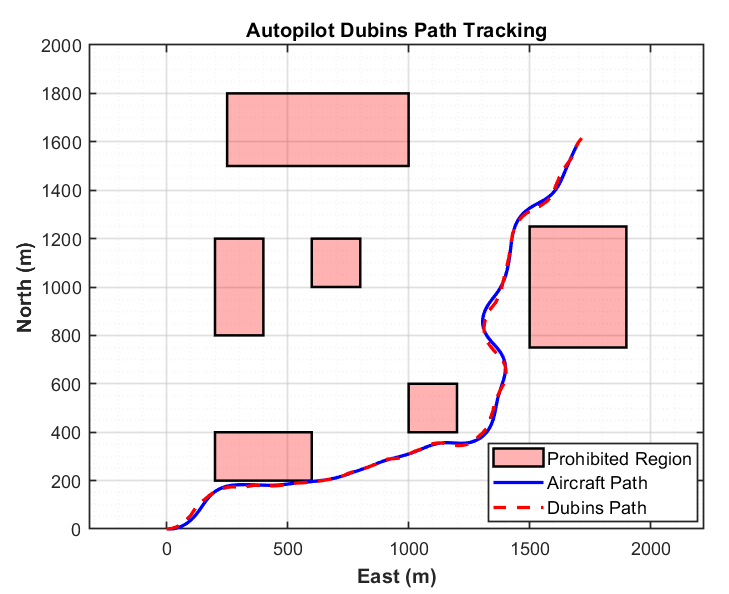 Autopilot Dubins Path Tracking
2000
1800
1600
1400
1200
1000
800
600
400
200
0
North (m)
Prohibited Region
Aircraft Path
Dubins Path
0 500 1000 1500 2000
East (m)